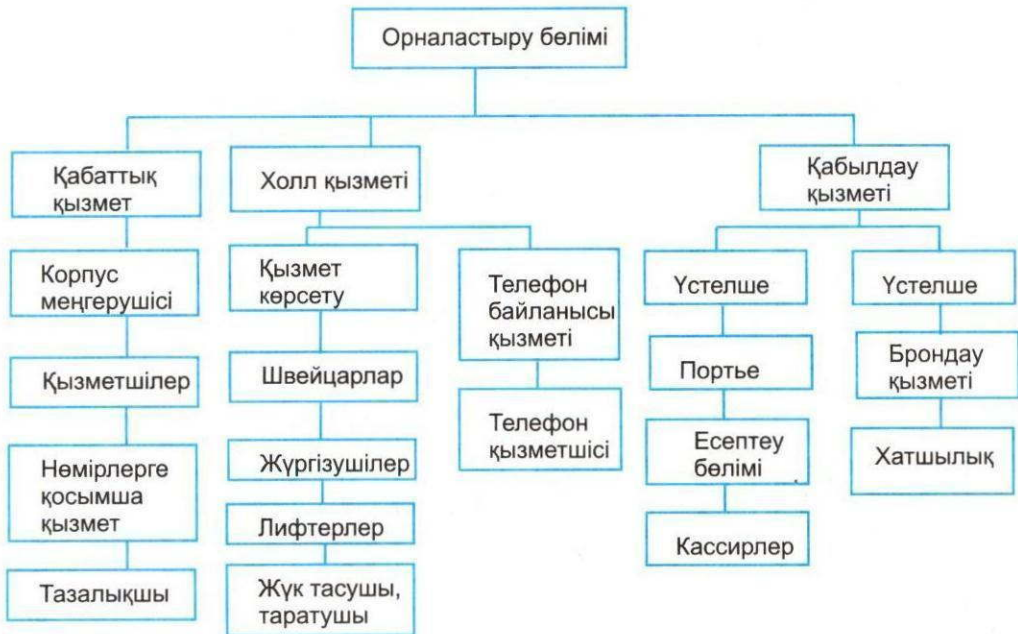 Орналастыру бөлімі
Қабаттық
қызмет
Холл қызметі
Қабылдау
қызметі
Корпус
меңгерушісі
Қызметшілер
Нөмірлерге
қосымша
қызмет
Тазалықшы
Қызмет
көрсету
Швейцарлар
Жүргізушілер
Лифтерлер
Жүк тасушы,
таратушы
Телефон
байланысы
қызметі
Телефон
қызметшісі
Үстелше
Портье
Есептеу
бөлімі
Кассирлер
Үстелше
Брондау
қызметі
Хатшылық